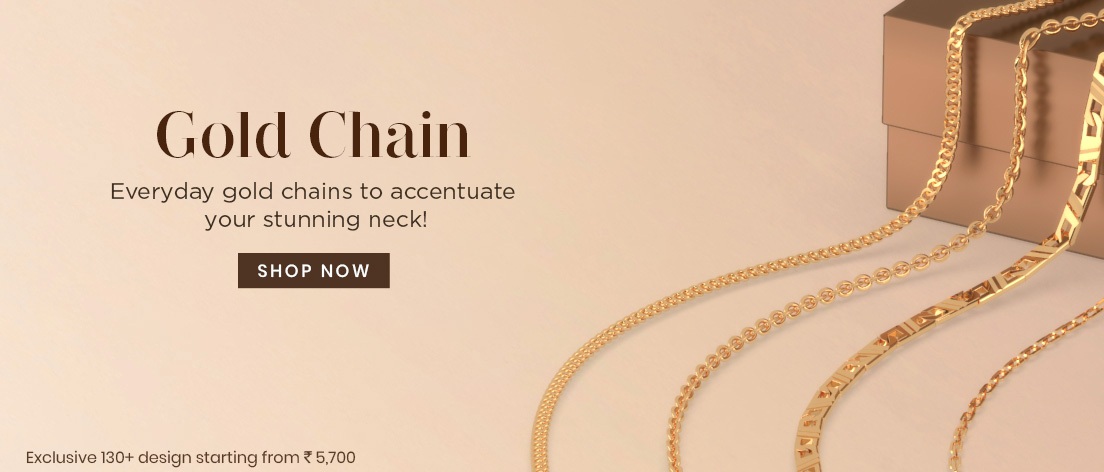 Gold Chain
Everyday gold chains to accentuate
your stunning neck!
SHOP NOW
Exclusive 130+ design starting from ₹ 5,700